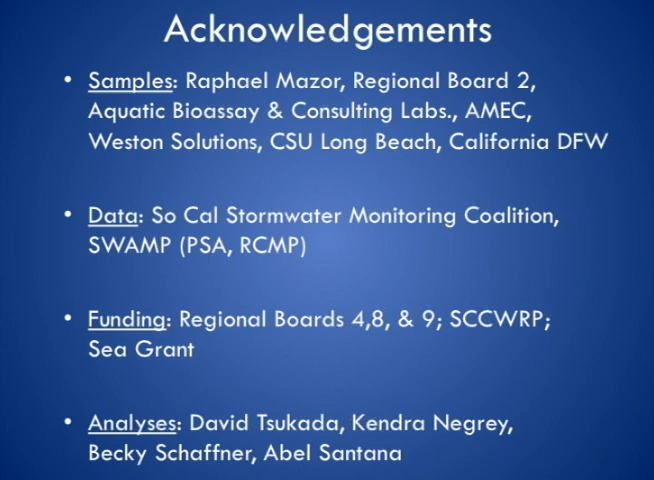 Acknowledgements
• Samples: Raphael Mazor, Regional Board 2,
Aquatic Bioassay & Consulting Labs., AMEC,
Weston Solutions, CSU Long Beach, California DFW
• Data: So Cal Stormwater Monitoring Coalition,
SWAMP (PSA, RCMP)
• Funding: Regional Boards 4,8, & 9; SCCWRP;
Sea Grant
• Analyses: David Tsukada, Kendra Negrey,
Becky Schaffner, Abel Santana